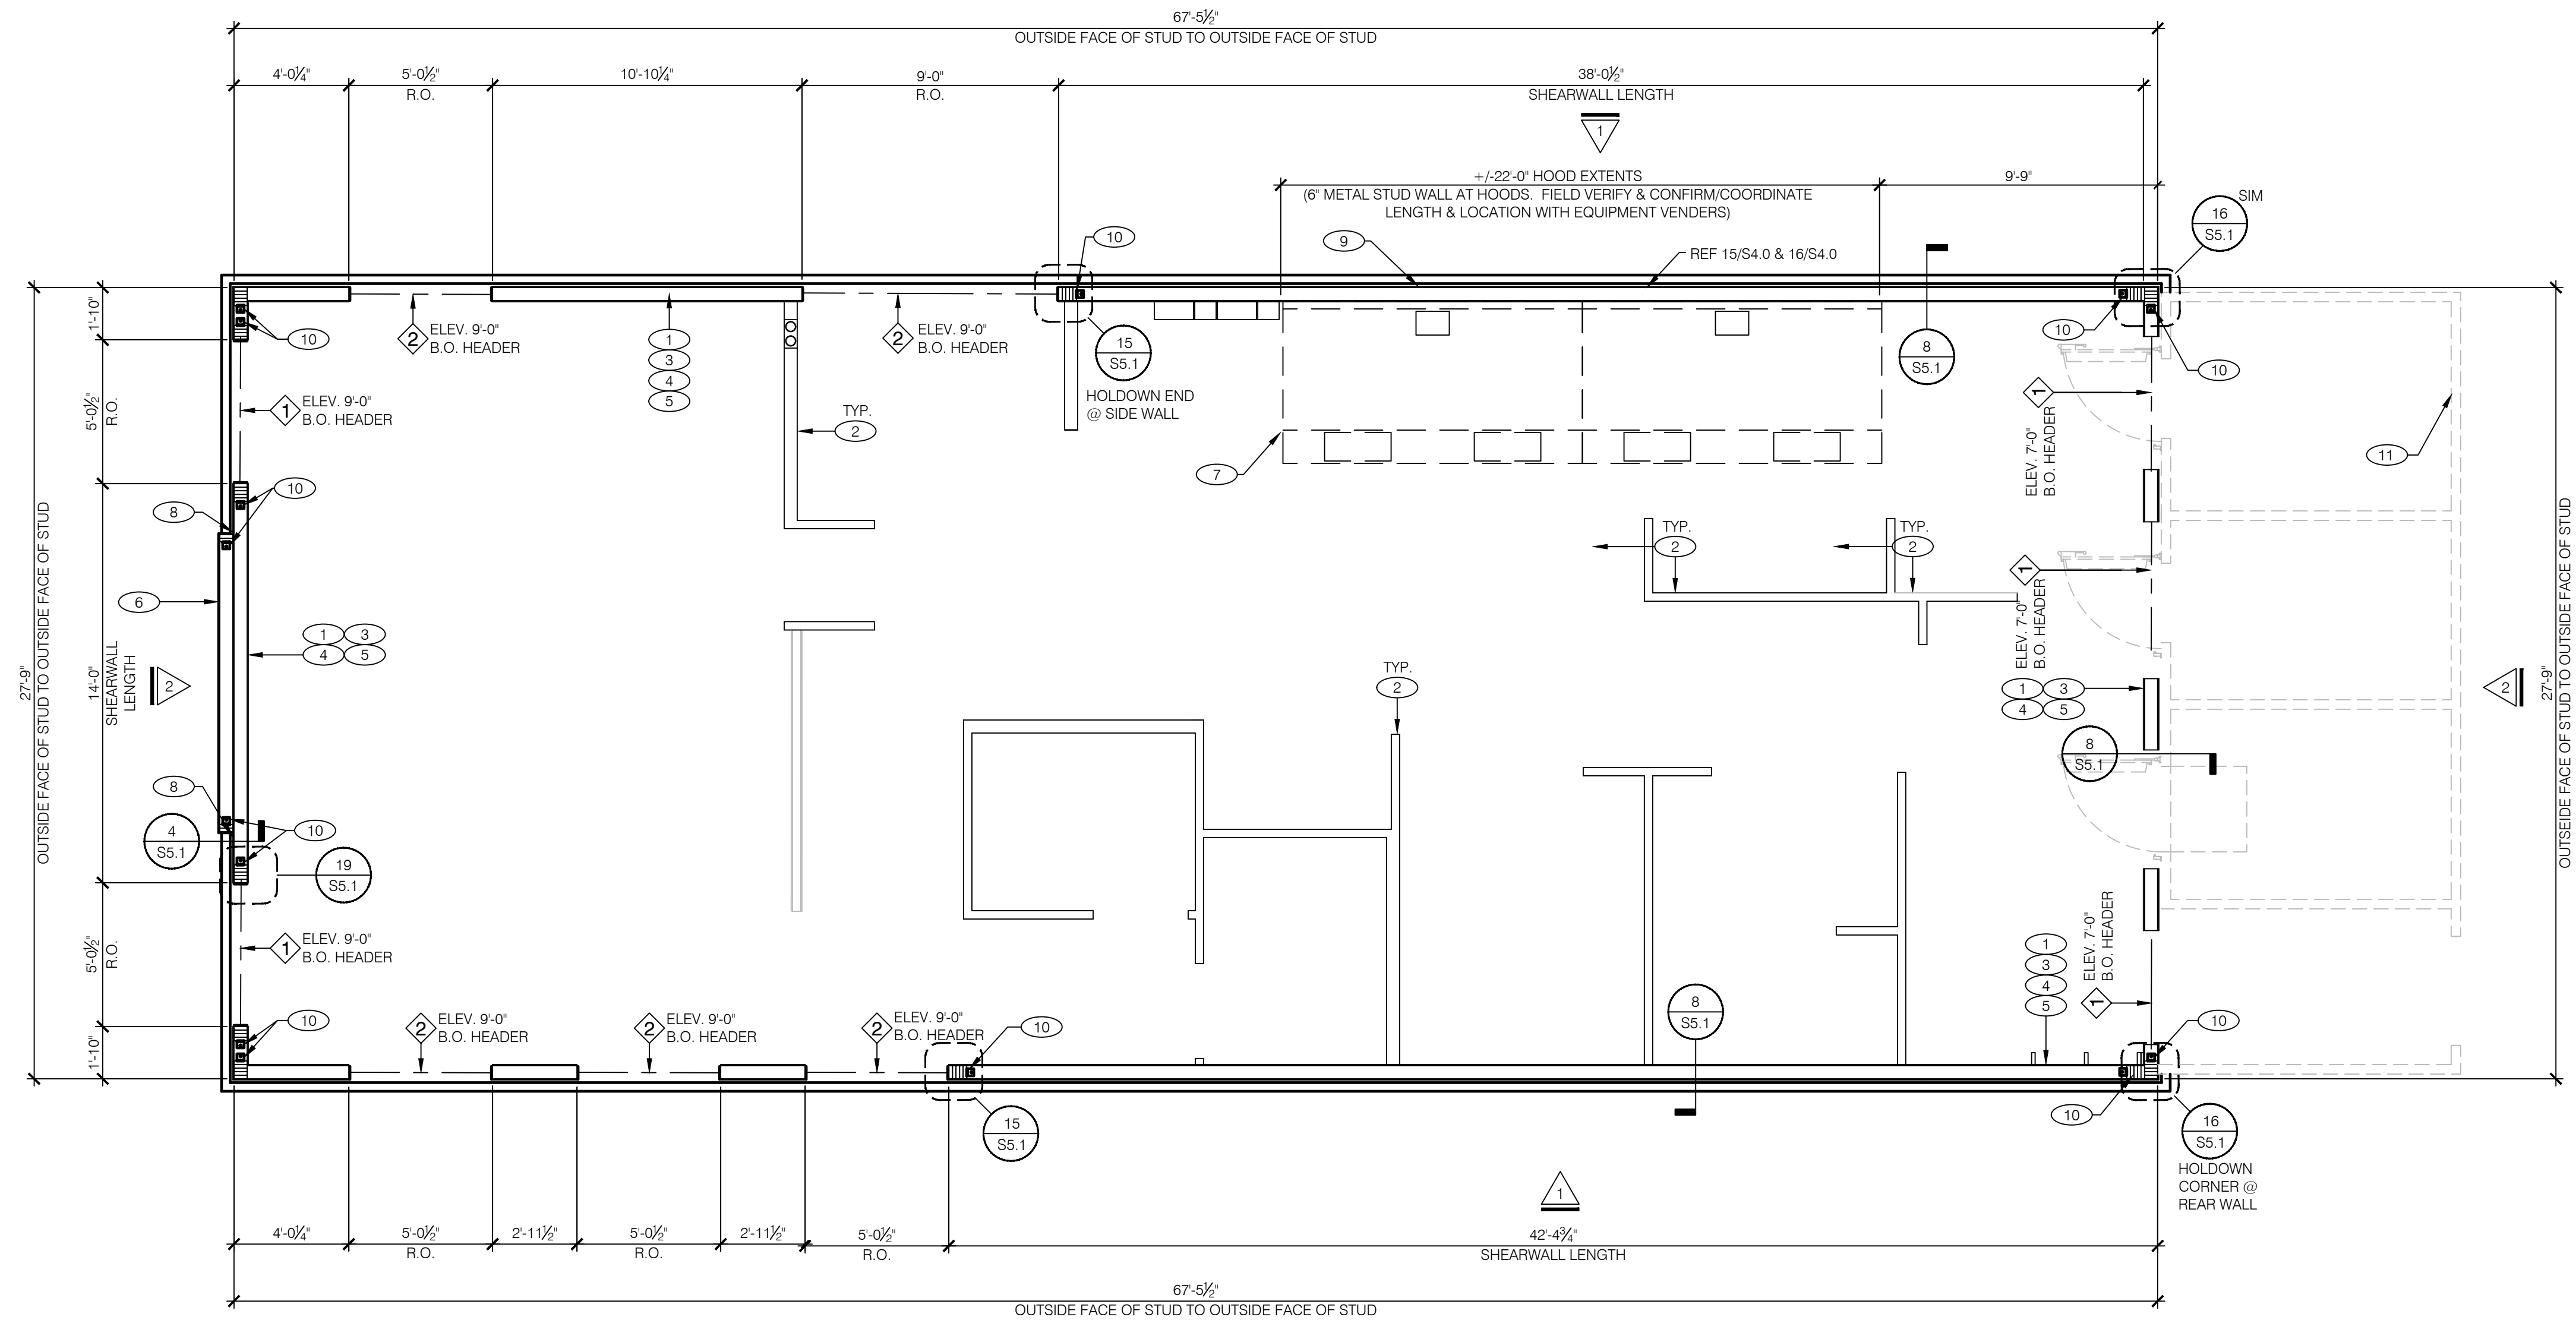 67'-5½"
OUTSIDE FACE OF STUD TO OUTSIDE FACE OF STUD
4'-0¼"
5'-0½"
R.O.
10'-10¼"
9'-0"
R.O.
38'-0½"
SHEARWALL LENGTH
1
+/-22'-0" HOOD EXTENTS
(6" METAL STUD WALL AT HOODS. FIELD VERIFY & CONFIRM/COORDINATE
LENGTH & LOCATION WITH EQUIPMENT VENDERS)
9'-9"
SIM
16
S5.1
10
9
REF 15/S4.0 & 16/S4.0
1'-10"
10
2
ELEV. 9'-0"
B.O. HEADER
1
3
4
5
2
ELEV. 9'-0"
B.O. HEADER
15
S5.1
HOLDOWN END
@ SIDE WALL
8
S5.1
10
10
5'-0½"
R.O.
1
ELEV. 9'-0"
B.O. HEADER
TYP.
2
7
1
ELEV. 7'-0"
B.O. HEADER
11
10
8
TYP.
2
TYP.
2
1
ELEV. 7'-0"
B.O. HEADER
6
27'-9"
OUTSIDE FACE OF STUD TO OUTSIDE FACE OF STUD
14'-0"
SHEARWALL
LENGTH
2
1 3
4 5
TYP.
2
1 3
4 5
2
27'-9"
OUTSEIDE FACE OF STUD TO OUTSIDE FACE OF STUD
8
S5.1
8
10
4
S5.1
19
S5.1
5'-0½"
R.O.
1
ELEV. 9'-0"
B.O. HEADER
1
3
4
5
ELEV. 7'-0"
B.O. HEADER
1
10
1'-10"
10
2
ELEV. 9'-0"
B.O. HEADER
2
ELEV. 9'-0"
B.O. HEADER
2
ELEV. 9'-0"
B.O. HEADER
10
8
S5.1
15
S5.1
10
16
S5.1
HOLDOWN
CORNER @
REAR WALL
1
4'-0¼"
5'-0½"
R.O.
2'-11½"
5'-0½"
R.O.
2'-11½"
5'-0½"
R.O.
42'-4¾"
SHEARWALL LENGTH
67'-5½"
OUTSIDE FACE OF STUD TO OUTSIDE FACE OF STUD